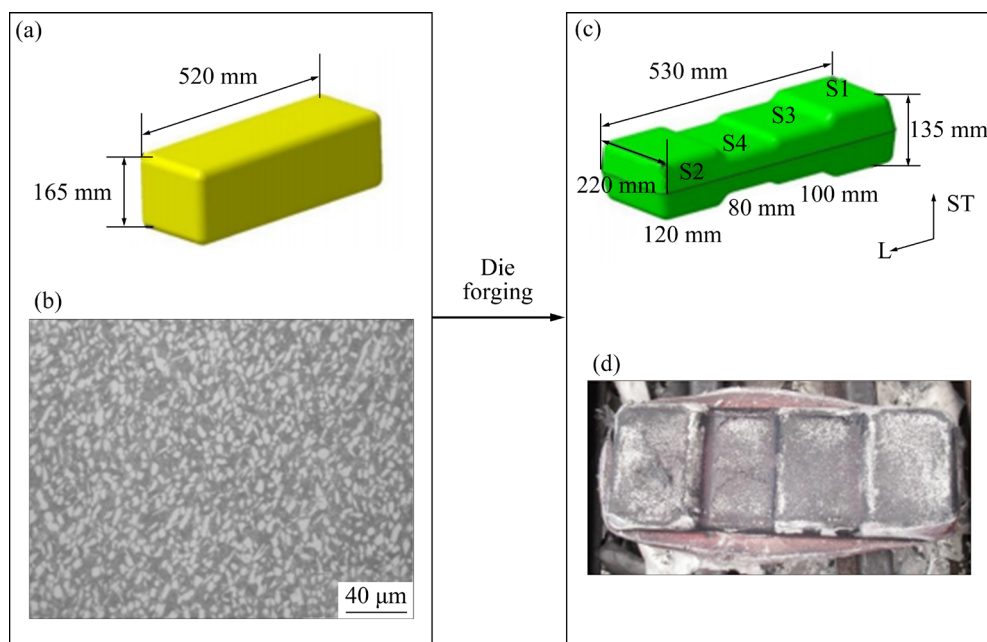 (a)
520 mm
165 mm
(b)
40 μm
Die
forging
(c)
530 mm
S1
S3
135 mm
S4
S2
220 mm
100 mm
80 mm
120 mm
ST
L
(d)